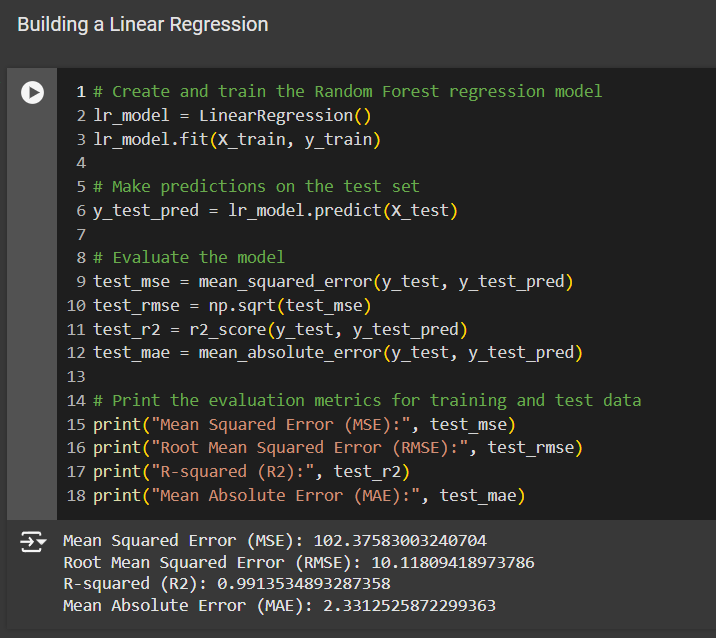 Building a Linear Regression
1 # Create and train the Random Forest regression model
2 lr_model = LinearRegression()
3 lr_model.fit(X_train, y_train)
4
5 # Make predictions on the test set
6 y_test_pred = lr_model.predict(X_test)
7
8 # Evaluate the model
9 test_mse = mean_squared_error(y_test, y_test_pred)
10 test_rmse = np.sqrt(test_mse)
11 test_r2 = r2_score(y_test, y_test_pred)
12 test_mae = mean_absolute_error(y_test, y_test_pred)
13
14 # Print the evaluation metrics for training and test data
15 print("Mean Squared Error (MSE):", test_mse)
16 print("Root Mean Squared Error (RMSE):", test_rmse)
17 print("R-squared (R2):", test_r2)
18 print("Mean Absolute Error (MAE):", test_mae)
Mean Squared Error (MSE): 102.37583003240704
Root Mean Squared Error (RMSE): 10.11809418973786
R-squared (R2): 0.9913534893287358
Mean Absolute Error (MAE): 2.3312525872299363